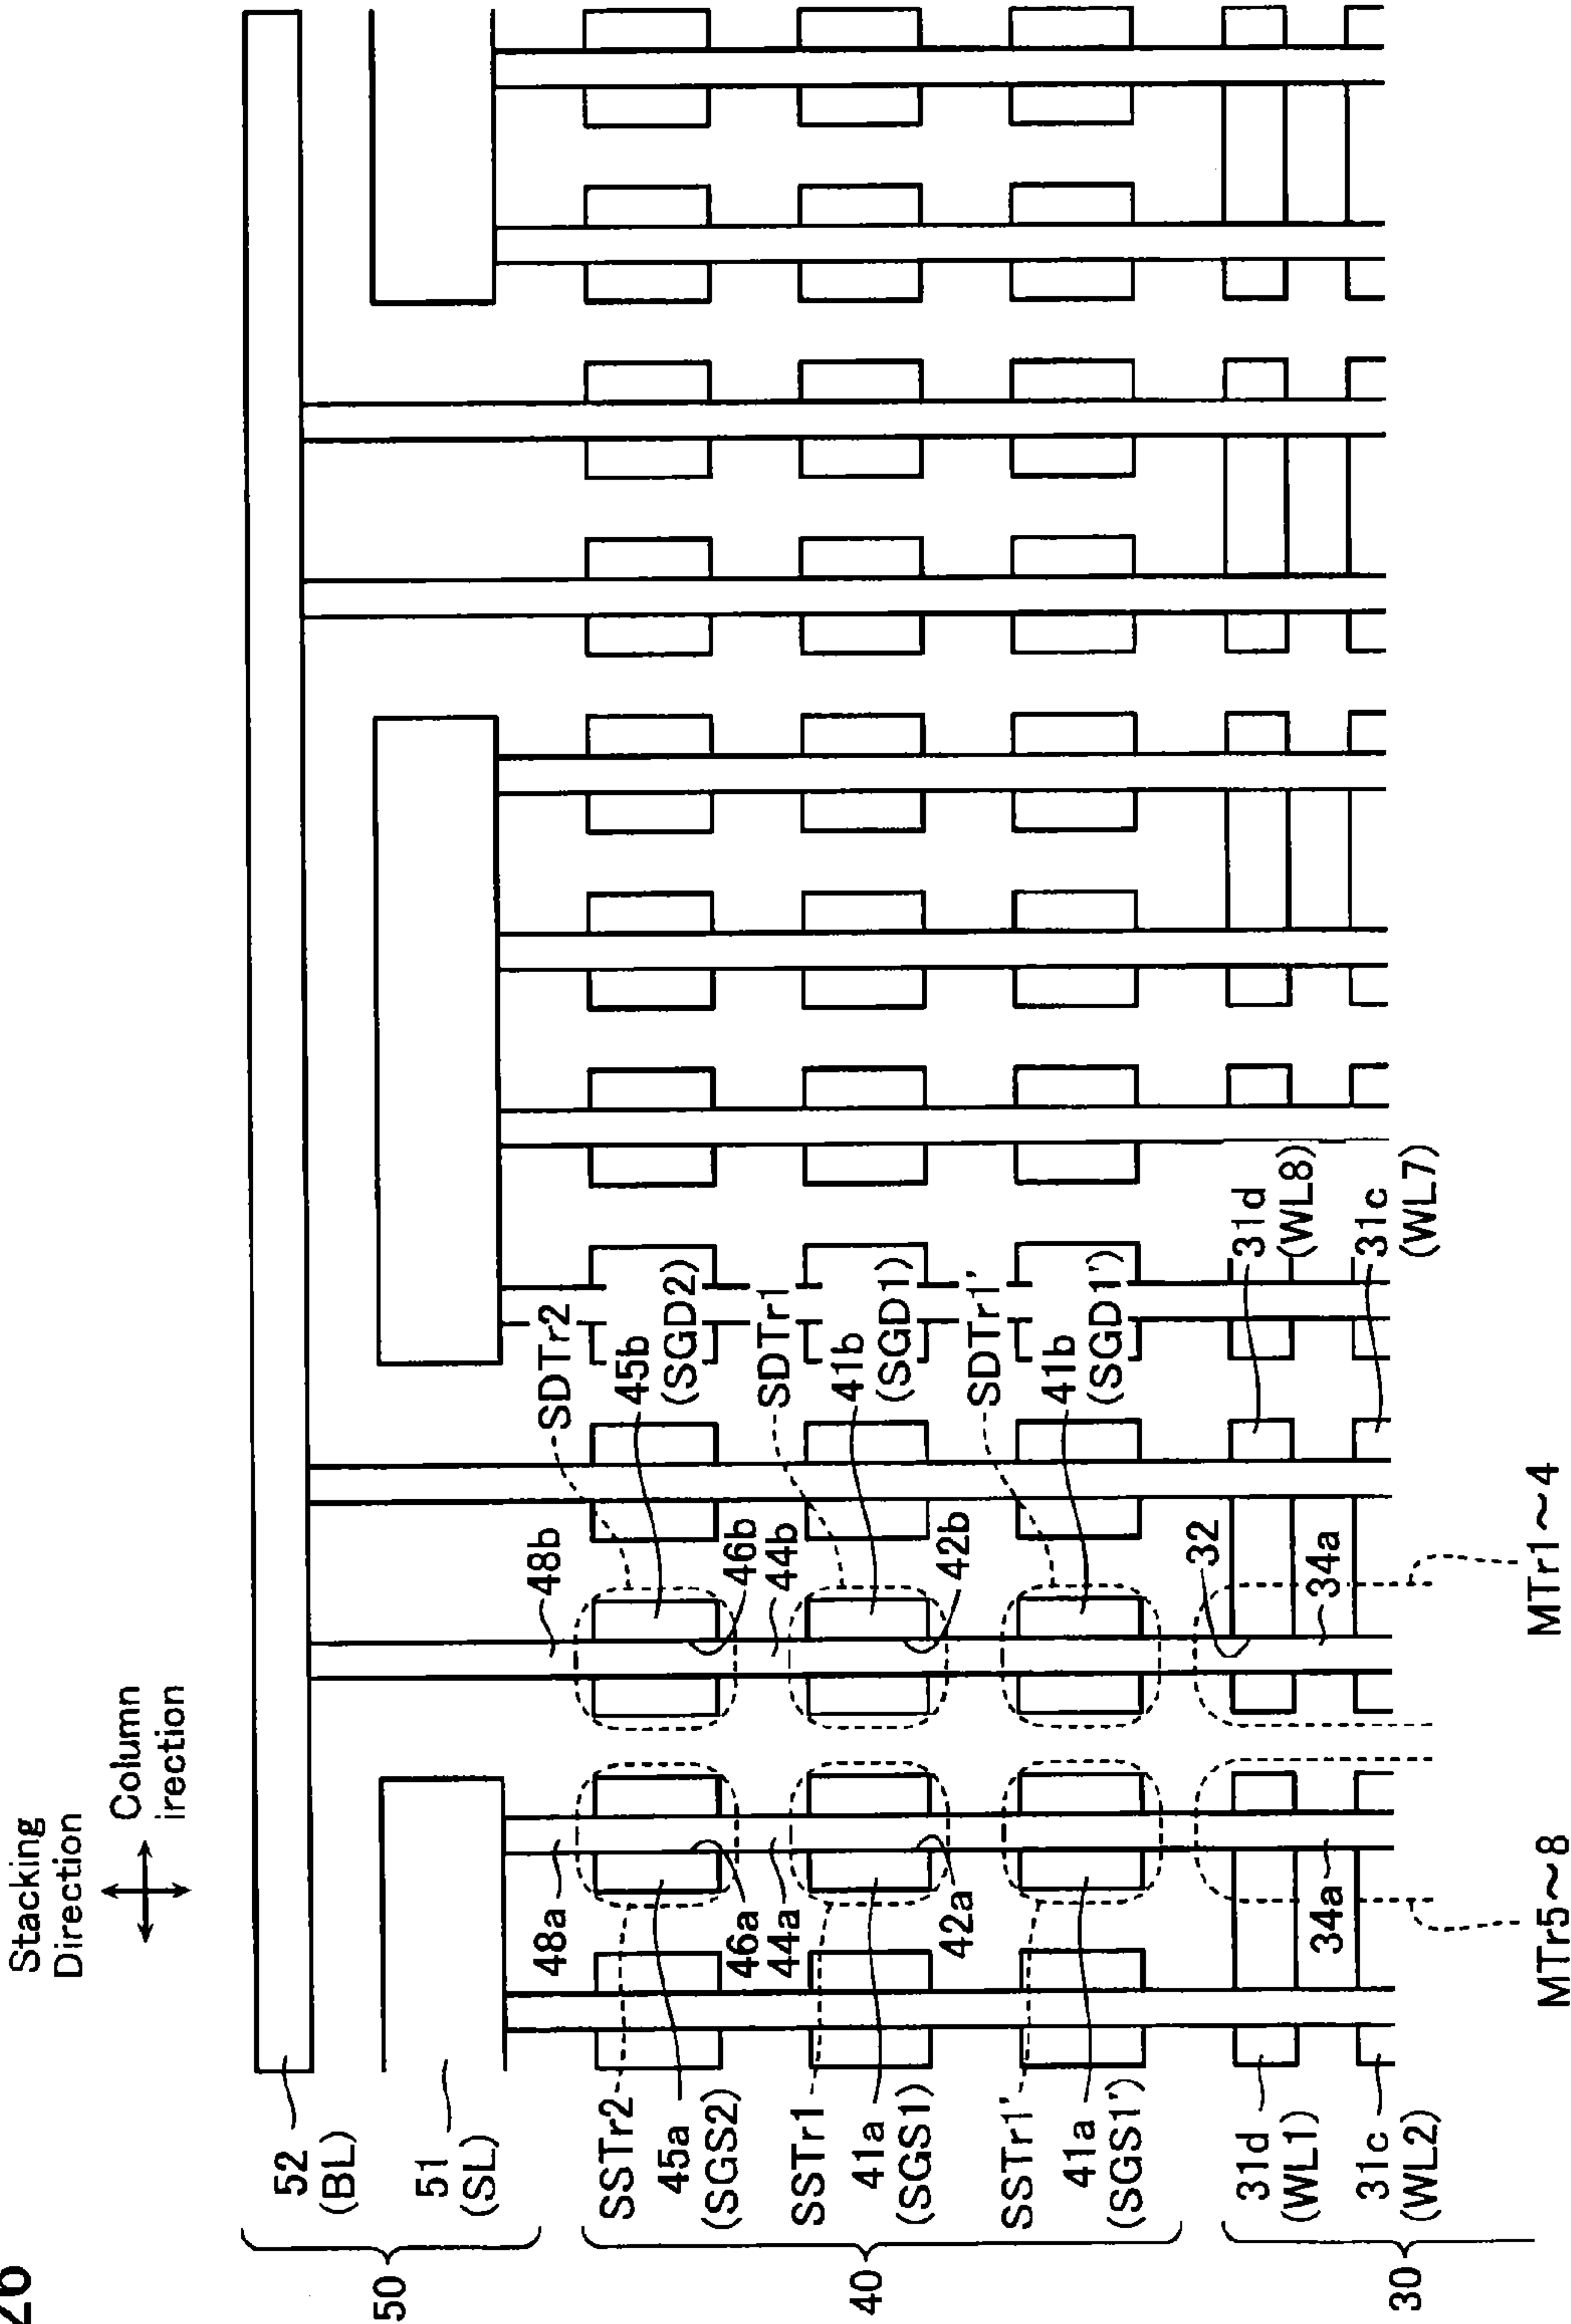 26
Stacking
Direction
Column
irection
50
52
(BL)
51
(SL)
40
SSTr2
45a
(SGS2)
SSTr1
41a
(SGS1)
SSTr1'
41a
(SGS1')
30
31d
(WL1)
31c
(WL2)
48a
46a
44a
42a
34a
MTr5~8
48b
46b
44b
42b
32
34a
MTr1~4
SDTr2
45b
(SGD2)
SDTr1
41b
(SGD1)
SDTr1'
41b
(SGD1')
31d
(WL8)
31c
(WL7)